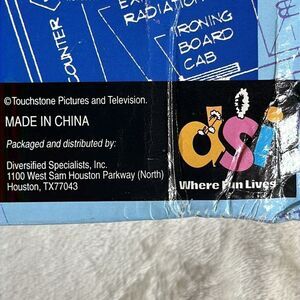 RADIATION
IRONING
BOARD
CAB
COUNTER
©Touchstone Pictures and Television.
MADE IN CHINA
Packaged and distributed by:
Diversified Specialists, Inc.
1100 West Sam Houston Parkway (North)
Houston, TX77043
dsi
Where Fun Lives